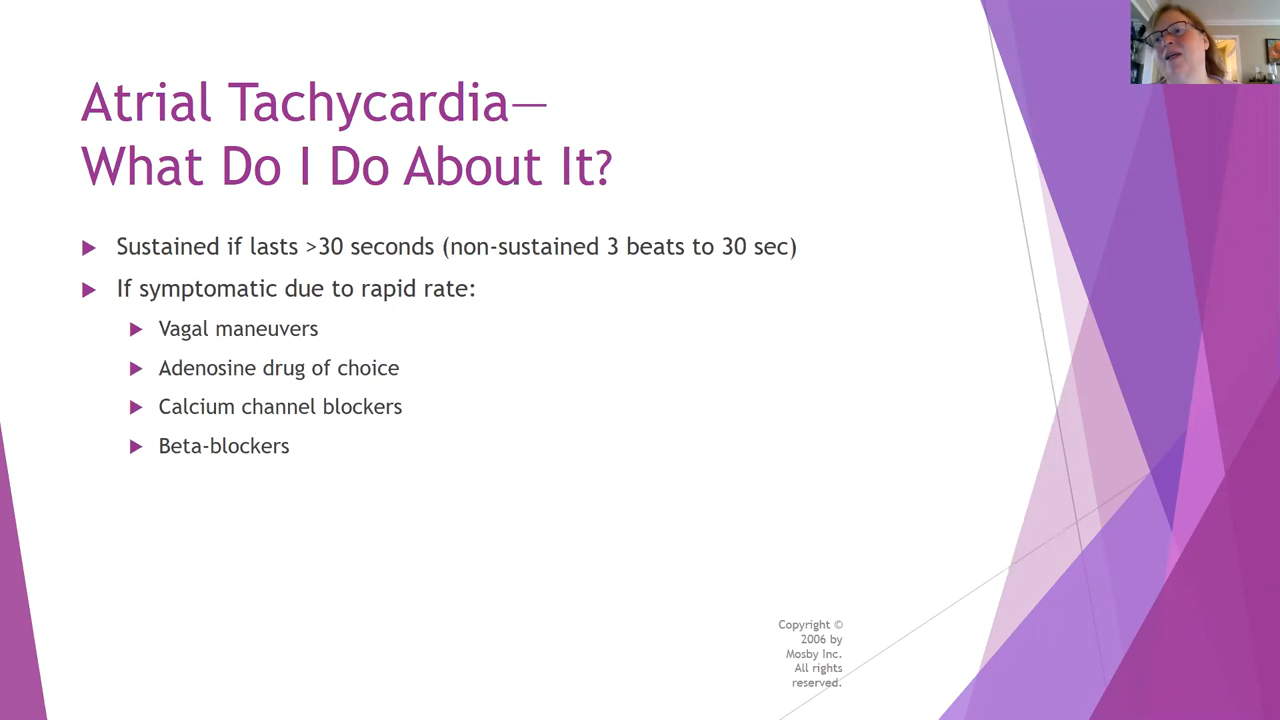 Atrial Tachycardia—
What Do I Do About It?
Sustained if lasts >30 seconds (non-sustained 3 beats to 30 sec)
If symptomatic due to rapid rate:
Vagal maneuvers
Adenosine drug of choice
Calcium channel blockers
Beta-blockers
Copyright ©
2006 by
Mosby Inc.
All rights
reserved.